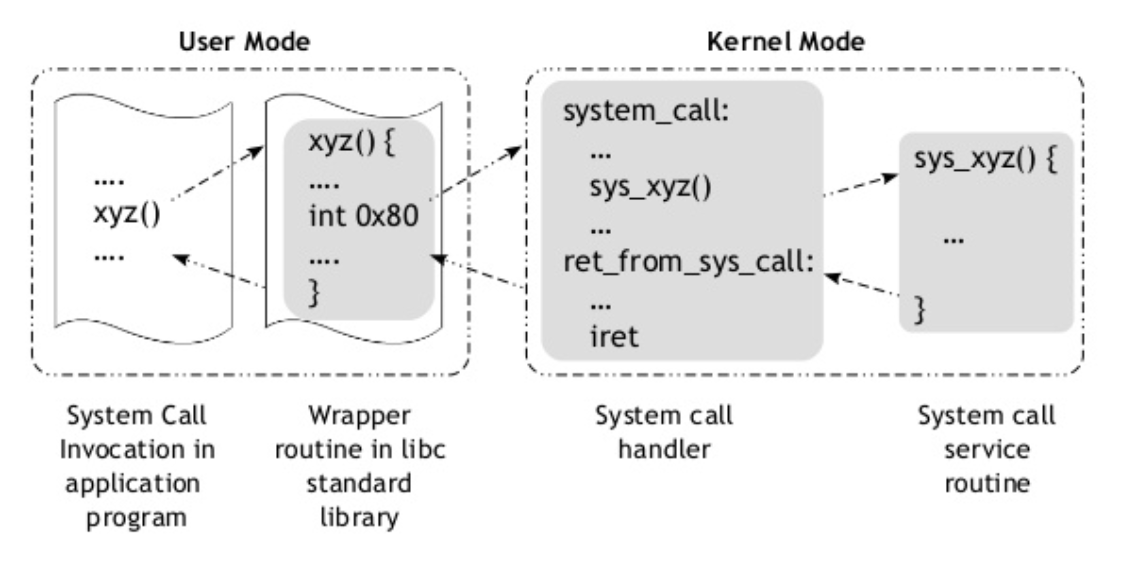 User Mode
Kernel Mode
....
xyz()
....
xyz() {
....
int 0x80
....
}
system_call:
...
sys_xyz()
...
ret_from_sys_call:
...
iret
sys_xyz() {
...
}
System Call
Invocation in
application
program
Wrapper
routine in libc
standard
library
System call
handler
System call
service
routine